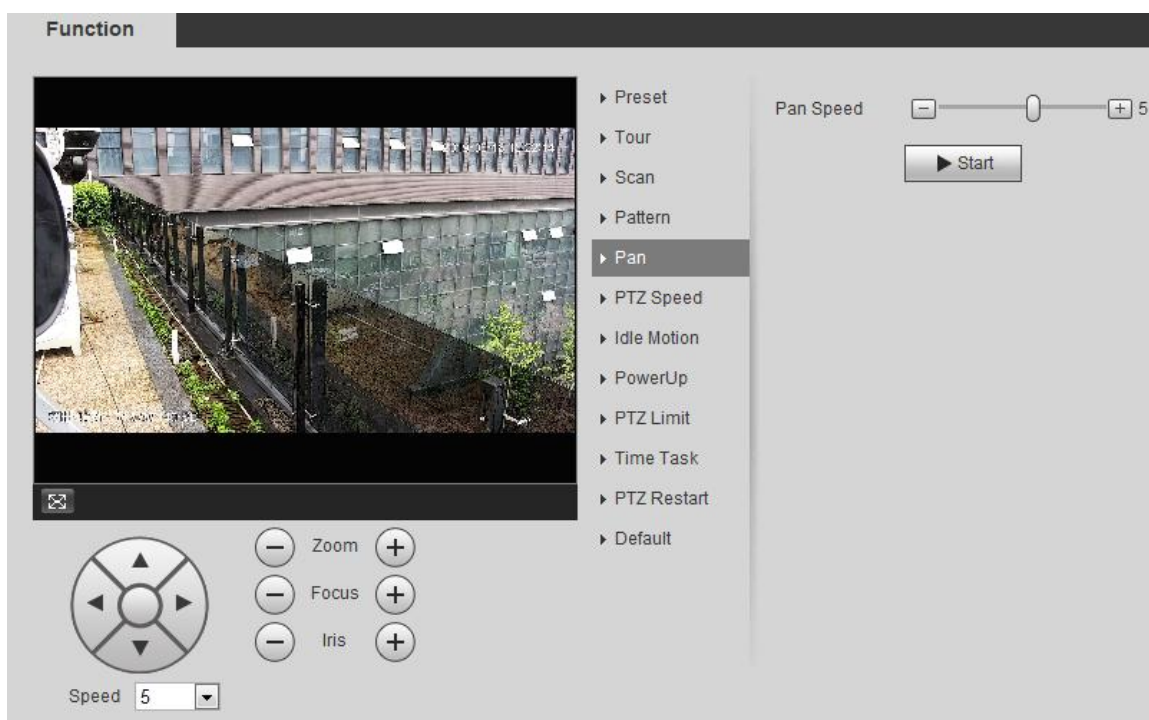 Function
Preset
Tour
Scan
Pattern
Pan
PTZ Speed
Idle Motion
PowerUp
PTZ Limit
Time Task
PTZ Restart
Default
Pan Speed
5
Start
Zoom
Focus
Iris
Speed 5